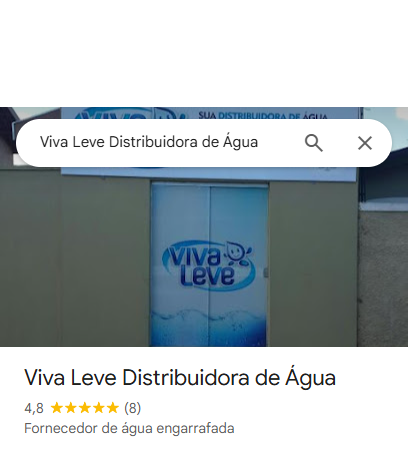 SUA DISTRIBUIDORA DE ÁGUA
Viva Leve Distribuidora de Água
Viva
Leve
Viva Leve Distribuidora de Água
4,8 ★★★★★ (8)
Fornecedor de água engarrafada